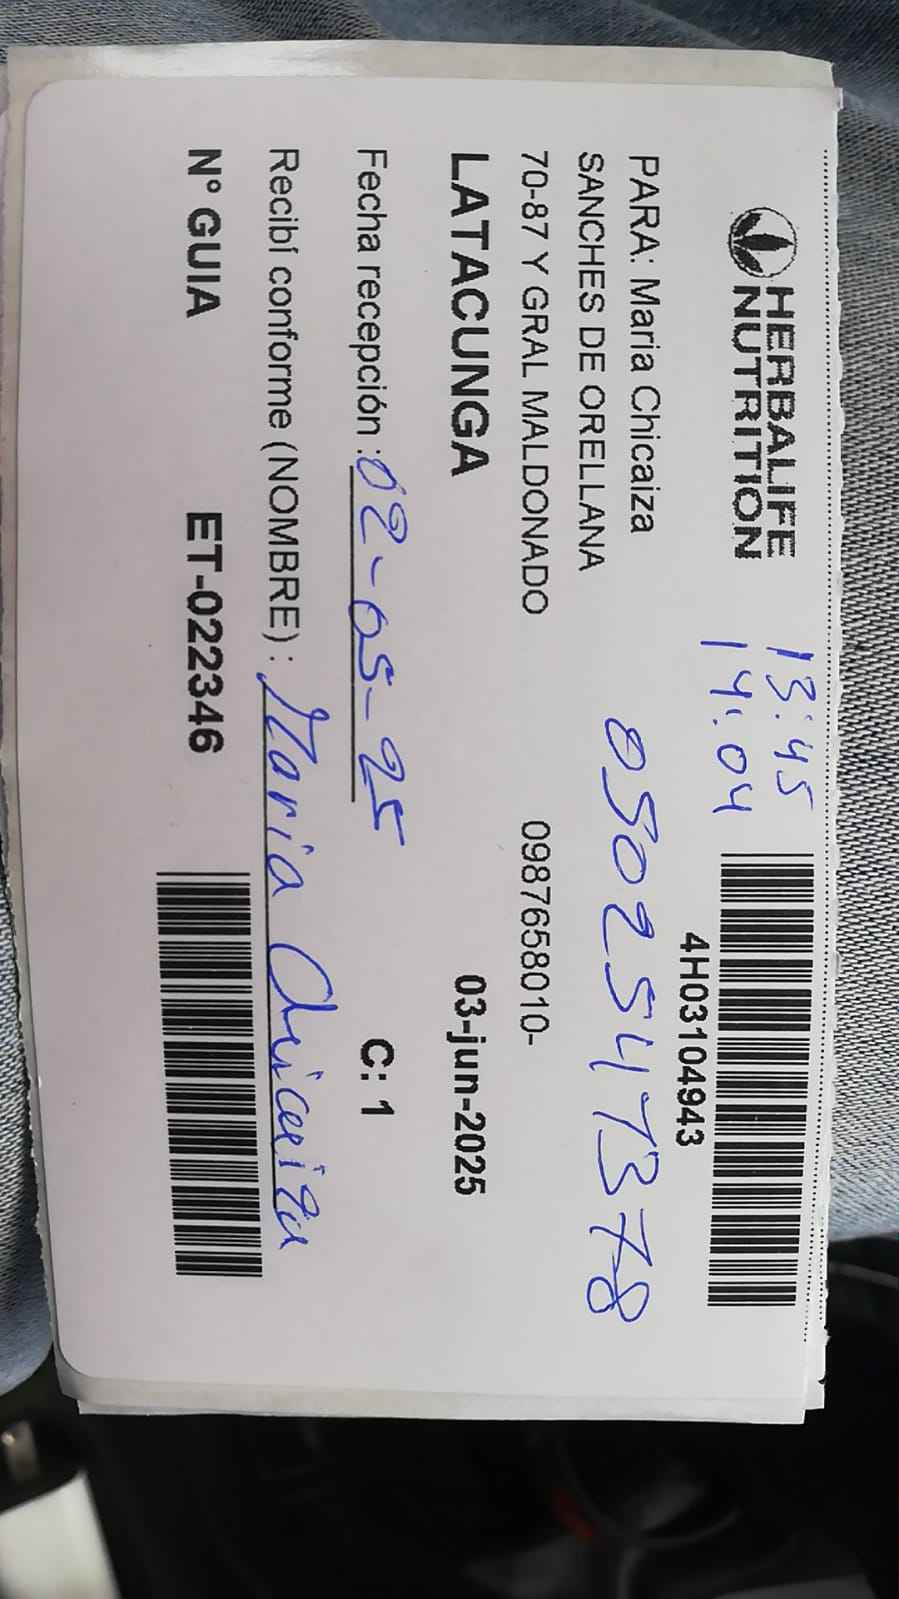 HERBALIFE
NUTRITION
13:45
14:04
4H03104943
PARA: Maria Chicaiza
SANCHES DE ORELLANA
0502547378
70-87 Y GRAL MALDONADO
0987658010-
LATACUNGA
03-jun-2025
Fecha recepción : 02-05-25
C: 1
Recibí conforme (NOMBRE) : Maria Chicaiza
N° GUIA
ET-022346